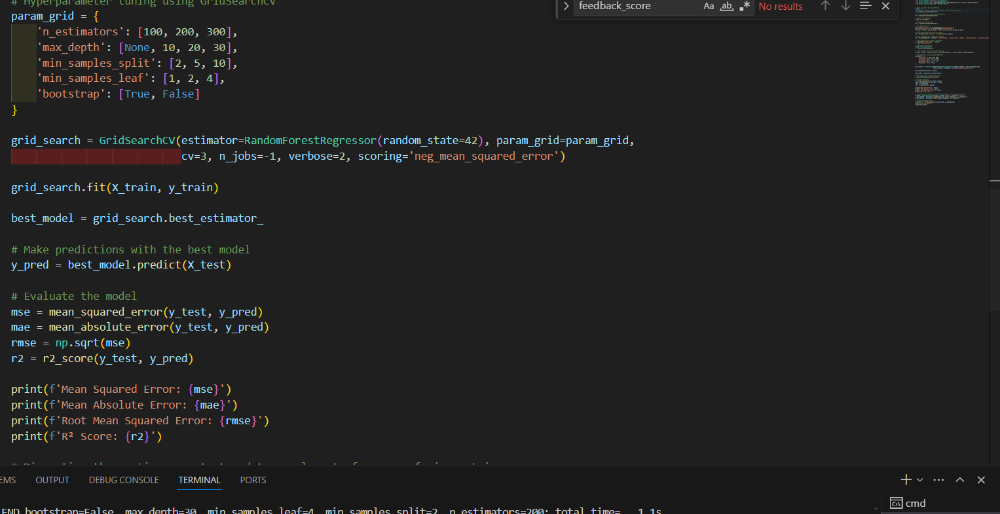 # Hyperparameter tuning using GridSearchCV
param_grid = {
    'n_estimators': [100, 200, 300],
    'max_depth': [None, 10, 20, 30],
    'min_samples_split': [2, 5, 10],
    'min_samples_leaf': [1, 2, 4],
    'bootstrap': [True, False]
}
feedback_score
Aa ab .*
No results
grid_search = GridSearchCV(estimator=RandomForestRegressor(random_state=42), param_grid=param_grid,
                           cv=3, n_jobs=-1, verbose=2, scoring='neg_mean_squared_error')
grid_search.fit(X_train, y_train)
best_model = grid_search.best_estimator_
# Make predictions with the best model
y_pred = best_model.predict(X_test)
# Evaluate the model
mse = mean_squared_error(y_test, y_pred)
mae = mean_absolute_error(y_test, y_pred)
rmse = np.sqrt(mse)
r2 = r2_score(y_test, y_pred)
print(f'Mean Squared Error: {mse}')
print(f'Mean Absolute Error: {mae}')
print(f'Root Mean Squared Error: {rmse}')
print(f'R² Score: {r2}')
EMS OUTPUT DEBUG CONSOLE TERMINAL PORTS
END bootstrap=False, max_depth=30, min_samples_leaf=4, min_samples_split=2, n_estimators=200; total time=   1.1s
cmd